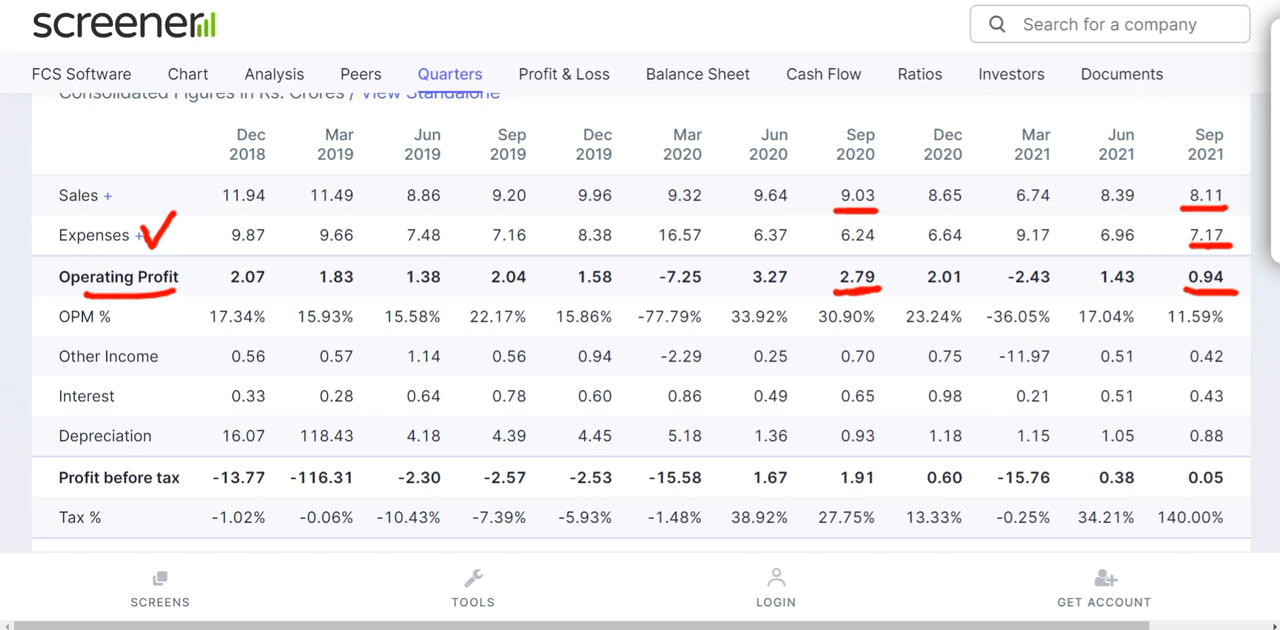 screener
Search for a company
FCS Software Chart Analysis Peers Quarters Profit & Loss Balance Sheet Cash Flow Ratios Investors Documents
Consolidated Figures in Rs. Crores / View Standalone
Dec 2018 Mar 2019 Jun 2019 Sep 2019 Dec 2019 Mar 2020 Jun 2020 Sep 2020 Dec 2020 Mar 2021 Jun 2021 Sep 2021
Sales + 11.94 11.49 8.86 9.20 9.96 9.32 9.64 9.03 8.65 6.74 8.39 8.11
Expenses + 9.87 9.66 7.48 7.16 8.38 16.57 6.37 6.24 6.64 9.17 6.96 7.17
Operating Profit 2.07 1.83 1.38 2.04 1.58 -7.25 3.27 2.79 2.01 -2.43 1.43 0.94
OPM % 17.34% 15.93% 15.58% 22.17% 15.86% -77.79% 33.92% 30.90% 23.24% -36.05% 17.04% 11.59%
Other Income 0.56 0.57 1.14 0.56 0.94 -2.29 0.25 0.70 0.75 -11.97 0.51 0.42
Interest 0.33 0.28 0.64 0.78 0.60 0.86 0.49 0.65 0.98 0.21 0.51 0.43
Depreciation 16.07 118.43 4.18 4.39 4.45 5.18 1.36 0.93 1.18 1.15 1.05 0.88
Profit before tax -13.77 -116.31 -2.30 -2.57 -2.53 -15.58 1.67 1.91 0.60 -15.76 0.38 0.05
Tax % -1.02% -0.06% -10.43% -7.39% -5.93% -1.48% 38.92% 27.75% 13.33% -0.25% 34.21% 140.00%
SCREENS TOOLS LOGIN GET ACCOUNT